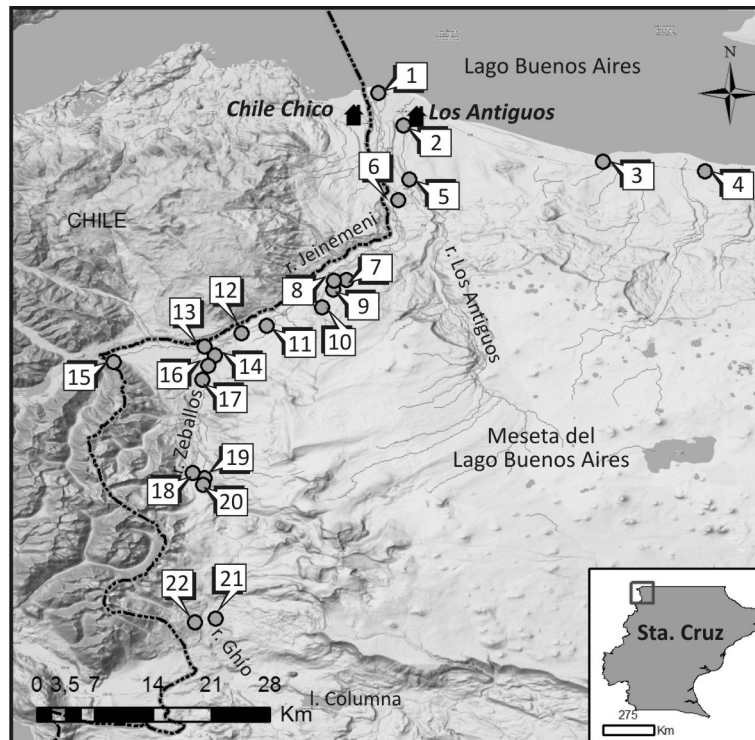 Lago Buenos Aires
N
1
Chile Chico
Los Antiguos
2
3
4
5
6
CHILE
r. Jeinemeni
r. Los Antiguos
7
8
9
10
11
12
13
14
15
16
17
r. Zeballos
Meseta del
Lago Buenos Aires
18
19
20
21
22
r. Ghio
l. Columna
0 3,5 7 14 21 28
Km
Sta. Cruz
275
Km